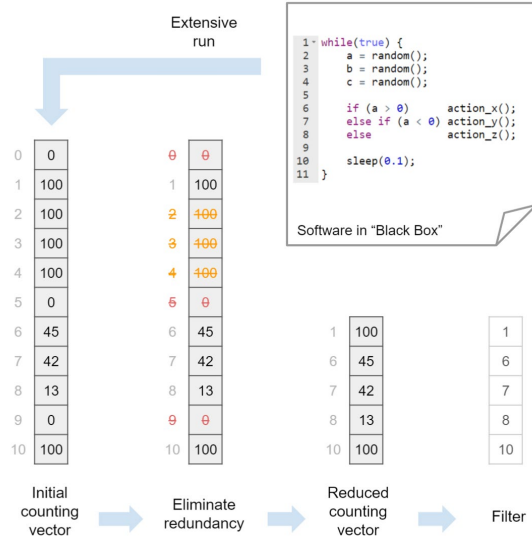 Extensive
run
1 while(true) {
2 a = random();
3 b = random();
4 c = random();
5
6 if (a > 0) action_x();
7 else if (a < 0) action_y();
8 else action_z();
9
10 sleep(0.1);
11 }
Software in “Black Box”
0 0 0 0
1 100 1 100
2 100 2 100
3 100 3 100
4 100 4 100
5 0 5 0
6 45 6 45 1 100 1
7 42 7 42 6 45 6
8 13 8 13 7 42 7
9 0 9 0 8 13 8
10 100 10 100 10 100 10
Initial
counting
vector
Eliminate
redundancy
Reduced
counting
vector
Filter